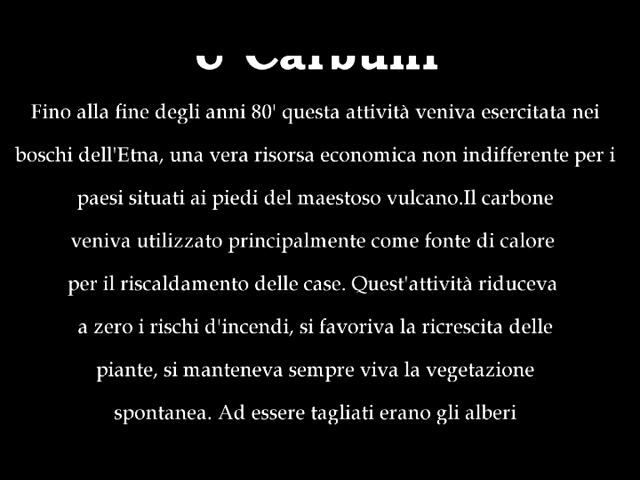 Fino alla fine degli anni 80' questa attività veniva esercitata nei
boschi dell'Etna, una vera risorsa economica non indifferente per i
paesi situati ai piedi del maestoso vulcano.Il carbone
veniva utilizzato principalmente come fonte di calore
per il riscaldamento delle case. Quest'attività riduceva
a zero i rischi d'incendi, si favoriva la ricrescita delle
piante, si manteneva sempre viva la vegetazione
spontanea. Ad essere tagliati erano gli alberi